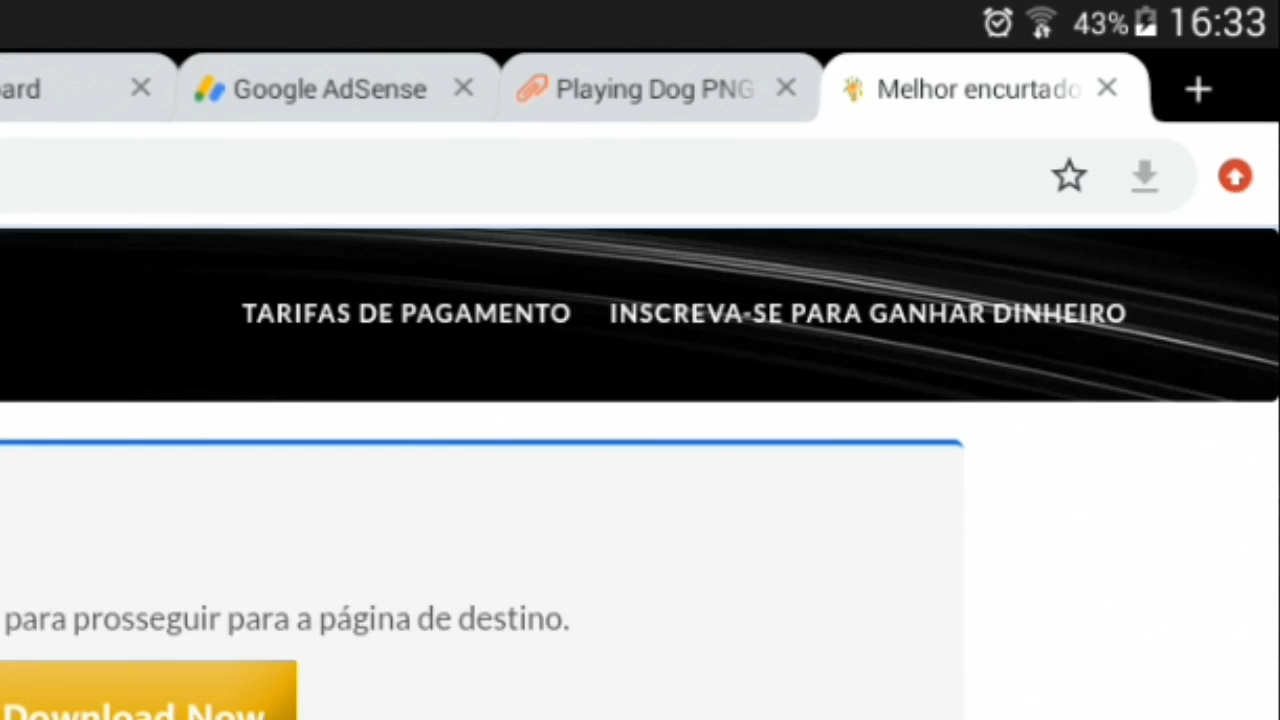 43% 16:33
ard Google AdSense Playing Dog PNG Melhor encurtado
TARIFAS DE PAGAMENTO INSCREVA-SE PARA GANHAR DINHEIRO
para prosseguir para a página de destino.
Download Now